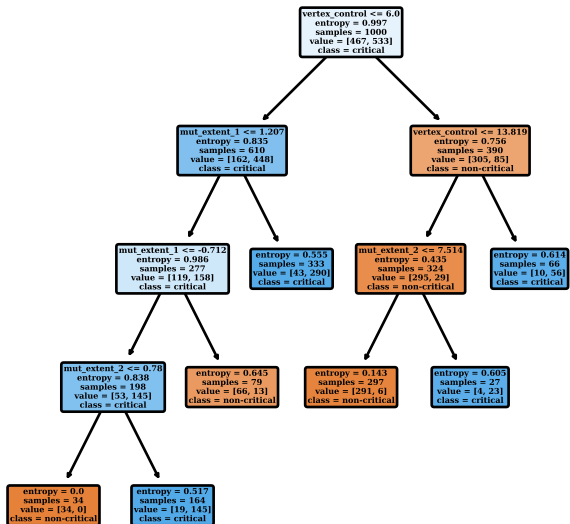 vertex_control <= 6.0
entropy = 0.997
samples = 1000
value = [467, 533]
class = critical
mut_extent_1 <= 1.207
entropy = 0.835
samples = 610
value = [162, 448]
class = critical
vertex_control <= 13.819
entropy = 0.756
samples = 390
value = [305, 85]
class = non-critical
mut_extent_1 <= -0.712
entropy = 0.986
samples = 277
value = [119, 158]
class = critical
entropy = 0.555
samples = 333
value = [43, 290]
class = critical
mut_extent_2 <= 7.514
entropy = 0.435
samples = 324
value = [295, 29]
class = non-critical
entropy = 0.614
samples = 66
value = [10, 56]
class = critical
mut_extent_2 <= 0.78
entropy = 0.838
samples = 198
value = [53, 145]
class = critical
entropy = 0.645
samples = 79
value = [66, 13]
class = non-critical
entropy = 0.143
samples = 297
value = [291, 6]
class = non-critical
entropy = 0.605
samples = 27
value = [4, 23]
class = critical
entropy = 0.0
samples = 34
value = [34, 0]
class = non-critical
entropy = 0.517
samples = 164
value = [19, 145]
class = critical